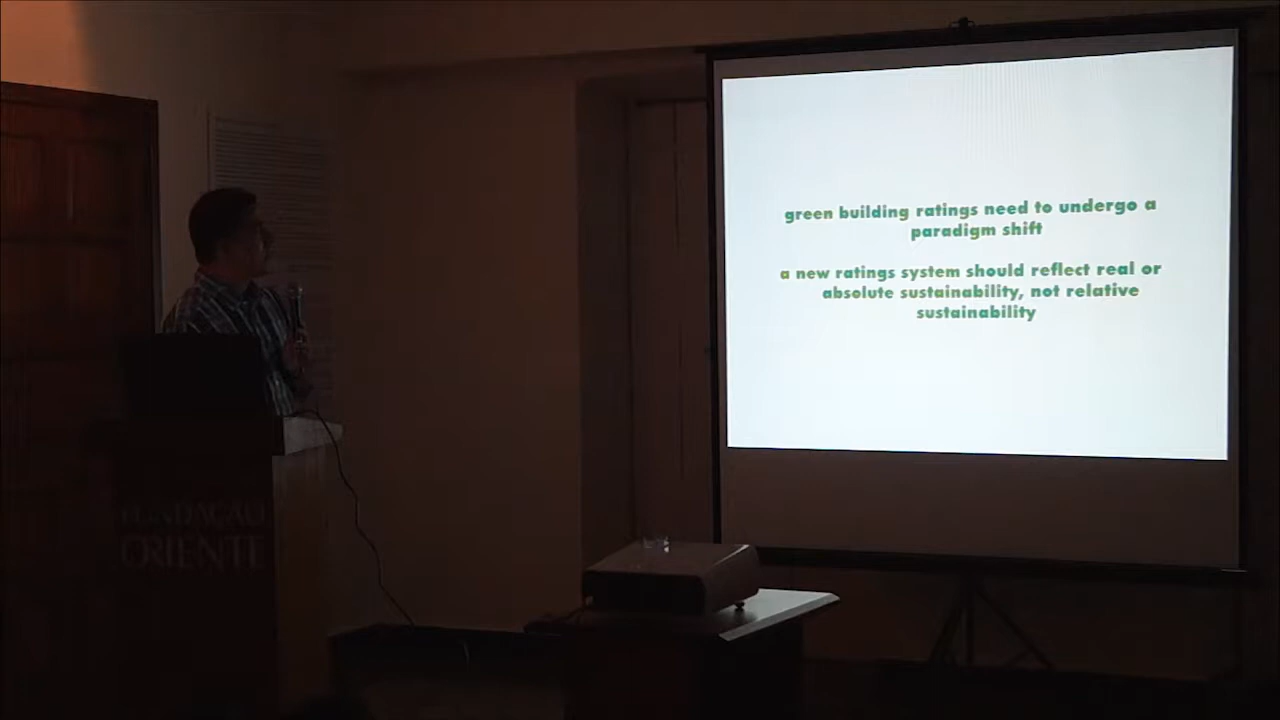 green building ratings need to undergo a
paradigm shift
a new ratings system should reflect real or
absolute sustainability, not relative
sustainability
FUNDAÇÃO
ORIENTE